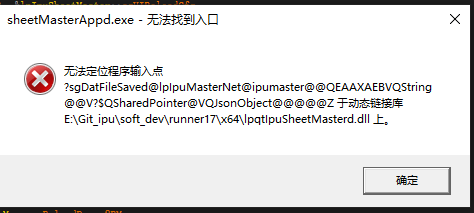 sheetMasterAppd.exe - 无法找到入口
无法定位程序输入点
?sgDatFileSaved@lpIpuMasterNet@ipumaster@@QEAAXAEBVQString
@@V?$QSharedPointer@VQJsonObject@@@@@Z 于动态链接库
E:\Git_ipu\soft_dev\runner17\x64\lpqtIpuSheetMasterd.dll 上。
确定